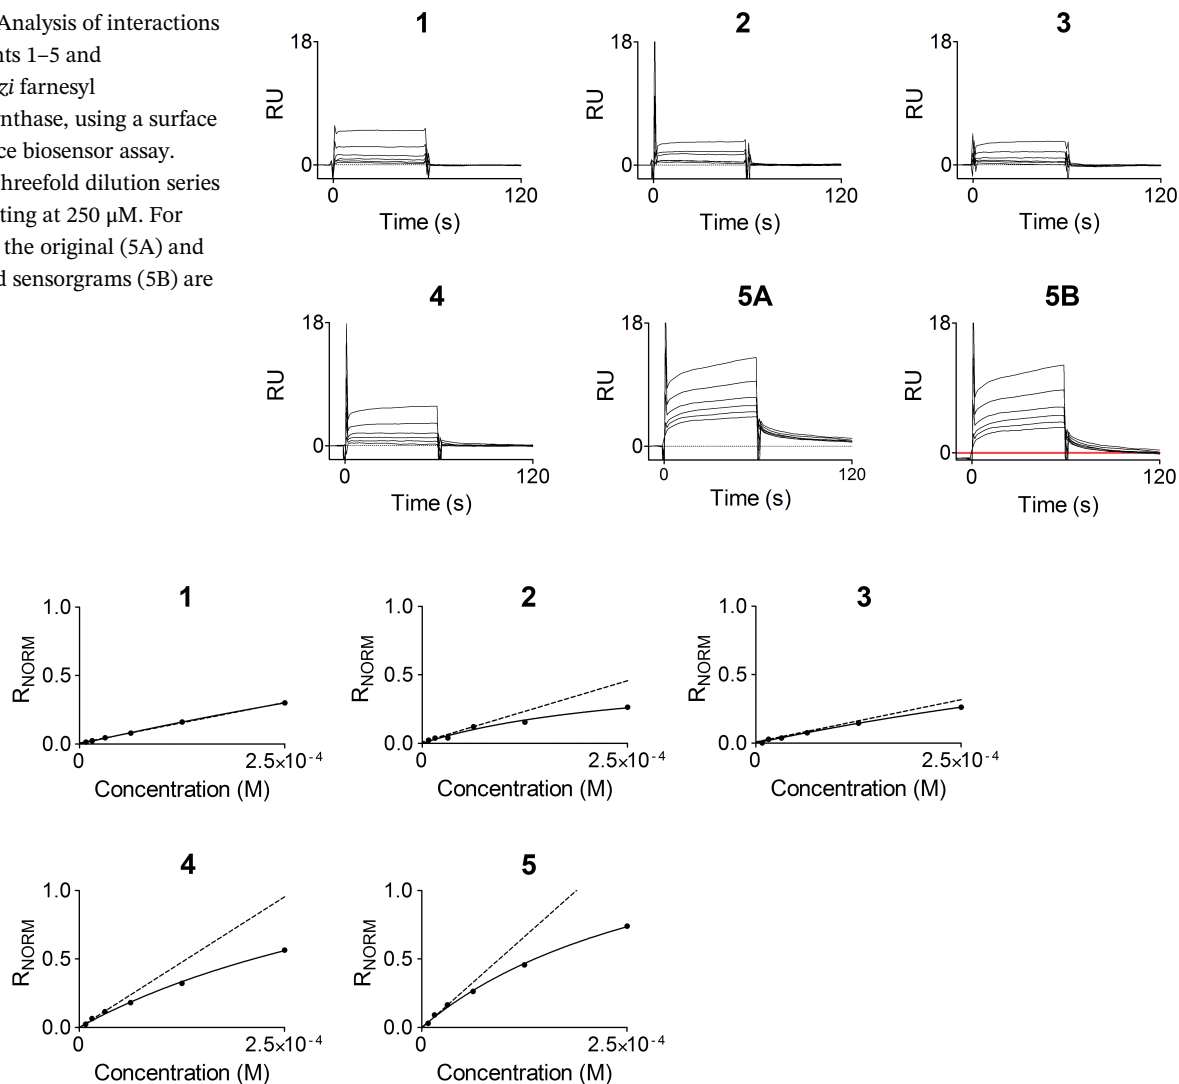 Analysis of interactions
nts 1–5 and
zi farnesyl
nthase, using a surface
ce biosensor assay.
threefold dilution series
ting at 250 μM. For
the original (5A) and
d sensorgrams (5B) are
1
18
RU
0
0
120
Time (s)
2
18
RU
0
0
120
Time (s)
3
18
RU
0
0
120
Time (s)
4
18
RU
0
0
120
Time (s)
5A
18
RU
0
0
120
Time (s)
5B
18
RU
0
0
120
Time (s)
1
1.0
0.5
0.0
RNORM
0
2.5×10-4
Concentration (M)
2
1.0
0.5
0.0
RNORM
0
2.5×10-4
Concentration (M)
3
1.0
0.5
0.0
RNORM
0
2.5×10-4
Concentration (M)
4
1.0
0.5
0.0
RNORM
0
2.5×10-4
Concentration (M)
5
1.0
0.5
0.0
RNORM
0
2.5×10-4
Concentration (M)